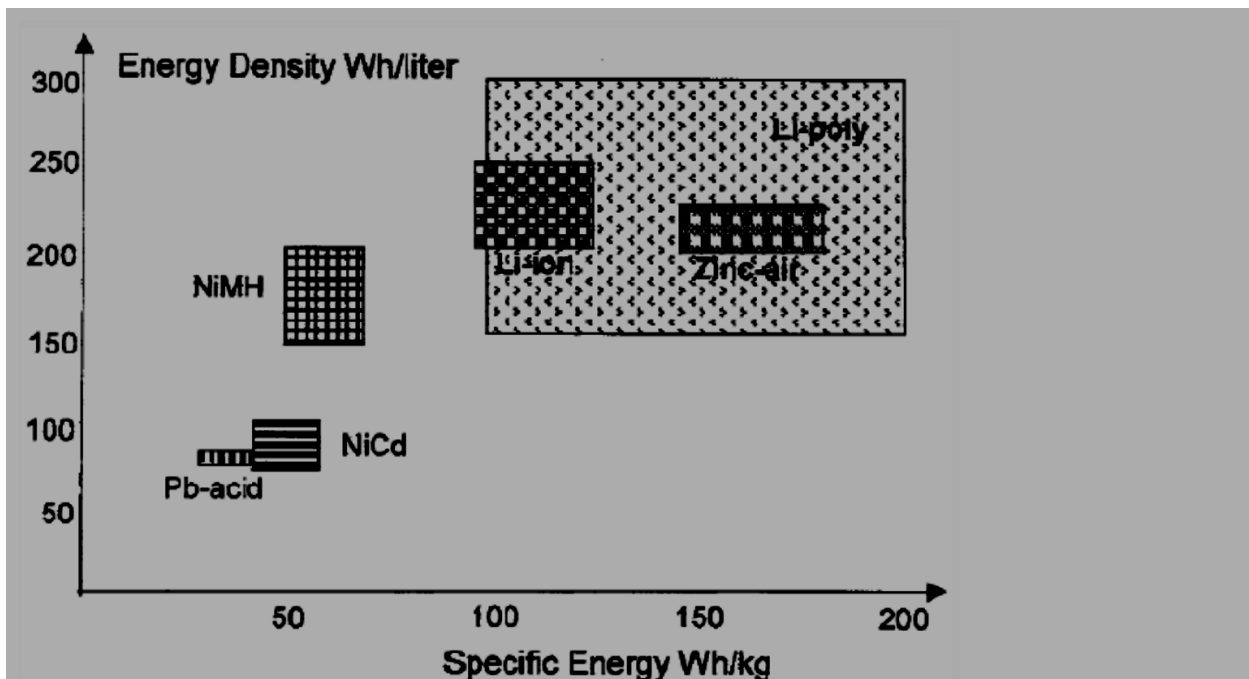 Energy Density Wh/liter
300
Li-poly
250
200
Li-ion
Zinc-air
NiMH
150
100
NiCd
Pb-acid
50
50 100 150 200
Specific Energy Wh/kg